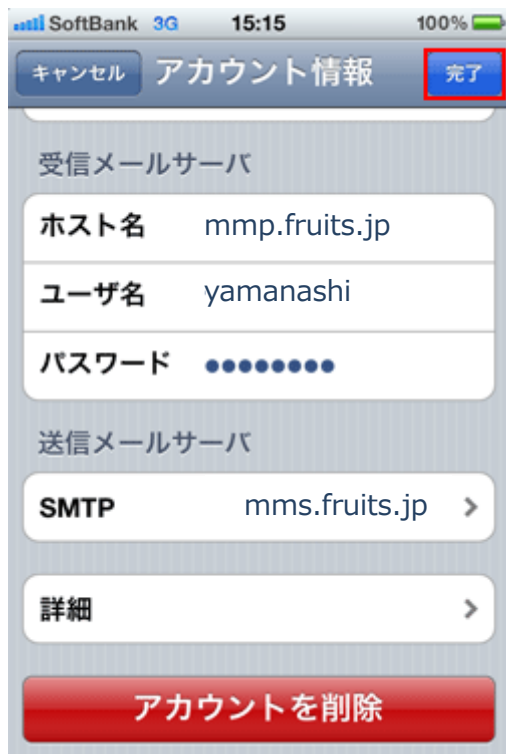 SoftBank 3G 15:15 100%
キャンセル アカウント情報 完了
受信メールサーバ
ホスト名 mmp.fruits.jp
ユーザ名 yamanashi
パスワード ●●●●●●●●
送信メールサーバ
SMTP mms.fruits.jp >
詳細 >
アカウントを削除